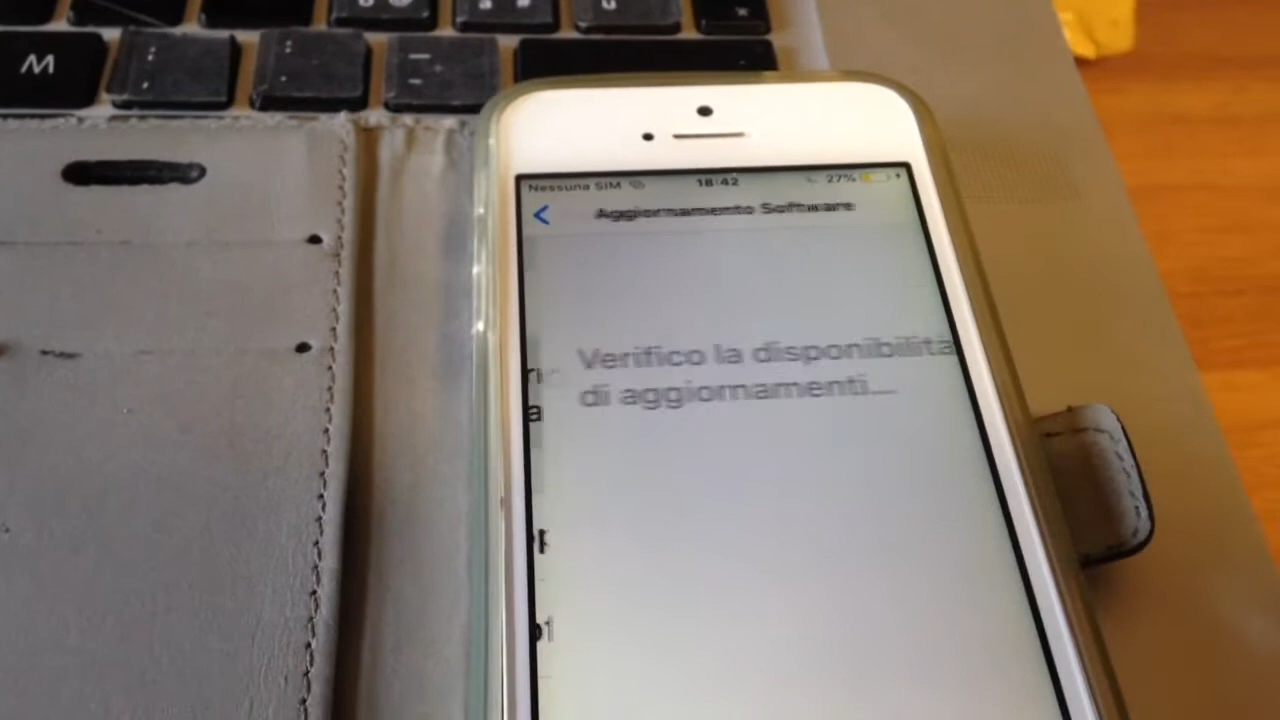 W
Nessuna SIM 18:42 27%
Aggiornamento Software
Verifico la disponibilità
di aggiornamenti...